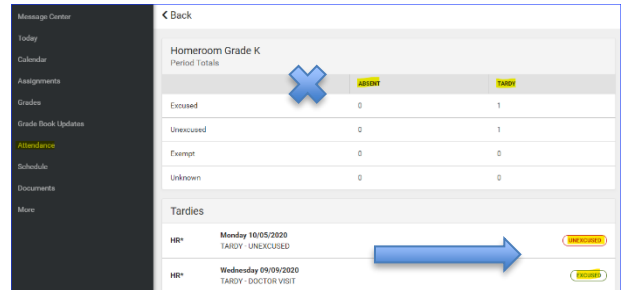 Message Center
Today
Calendar
Assignments
Grades
Grade Book Updates
Attendance
Schedule
Documents
More
Back
Homeroom Grade K
Period Totals
ABSENT TARDY
Excused 0 1
Unexcused 0 1
Exempt 0 0
Unknown 0 0
Tardies
HR* Monday 10/05/2020 UNEXCUSED
TARDY - UNEXCUSED
HR* Wednesday 09/09/2020 EXCUSED
TARDY - DOCTOR VISIT